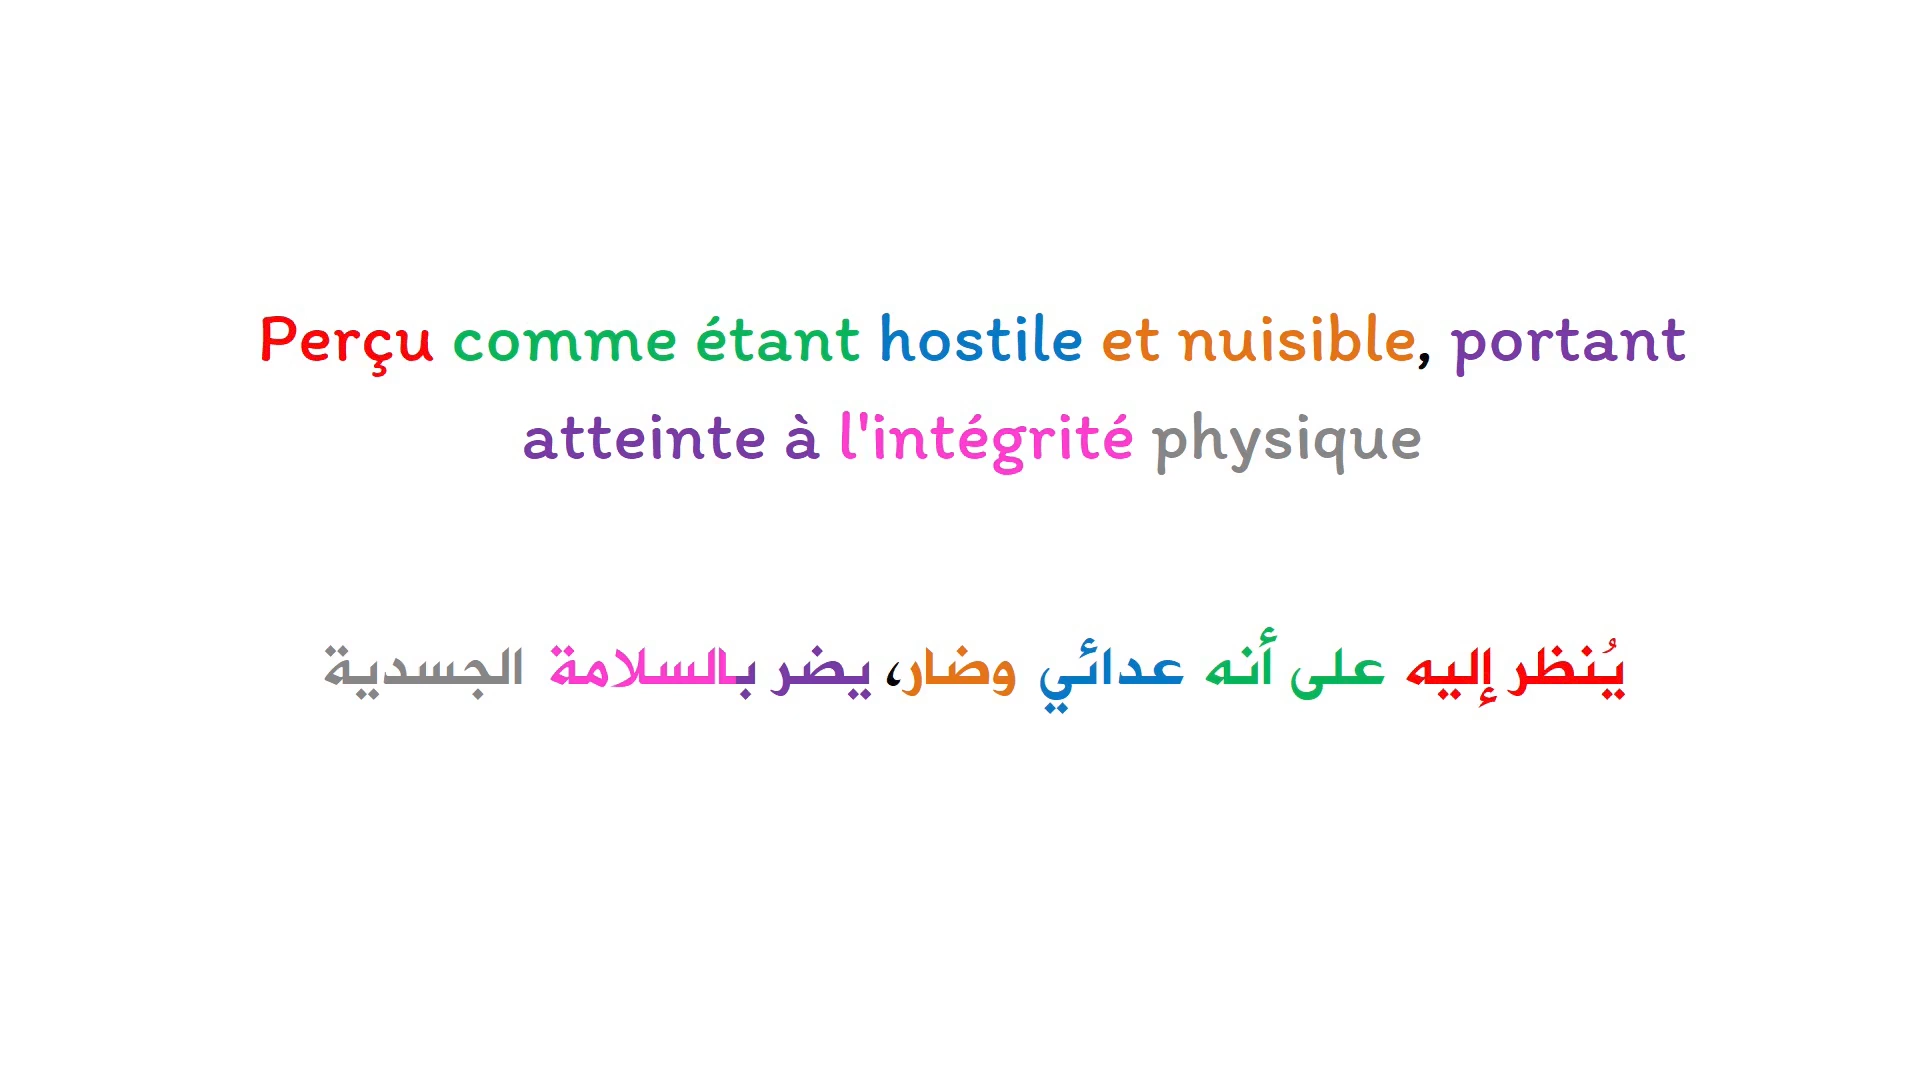 Perçu comme étant hostile et nuisible, portant
atteinte à l'intégrité physique
يُنظر إليه على أنه عدائي وضار، يضر بالسلامة الجسدية